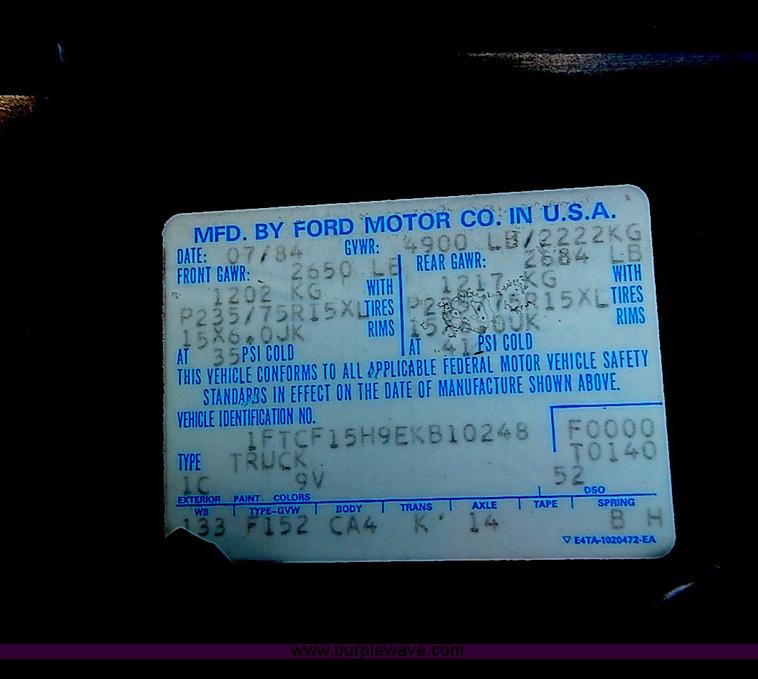 MFD. BY FORD MOTOR CO. IN U.S.A.
DATE: 07/84 GVWR: 4900 LB/2222KG
FRONT GAWR: 2650 LB
1202 KG WITH
P235/75R15XL TIRES
15X6.0JK RIMS
AT 35 PSI COLD
REAR GAWR: 2684 LB
1217 KG WITH
P235/75R15XL TIRES
15X6.0JK RIMS
AT 41 PSI COLD
THIS VEHICLE CONFORMS TO ALL APPLICABLE FEDERAL MOTOR VEHICLE SAFETY
STANDARDS IN EFFECT ON THE DATE OF MANUFACTURE SHOWN ABOVE.
VEHICLE IDENTIFICATION NO.
1FTCF15H9EKB10248 F0000
TYPE TRUCK T0140
1C 9V 52
EXTERIOR PAINT COLORS DSO
WB TYPE-GVW BODY TRANS AXLE TAPE SPRING
133 F152 CA4 K 14 B H
▽ E4TA-1020472-EA
www.purplewave.com